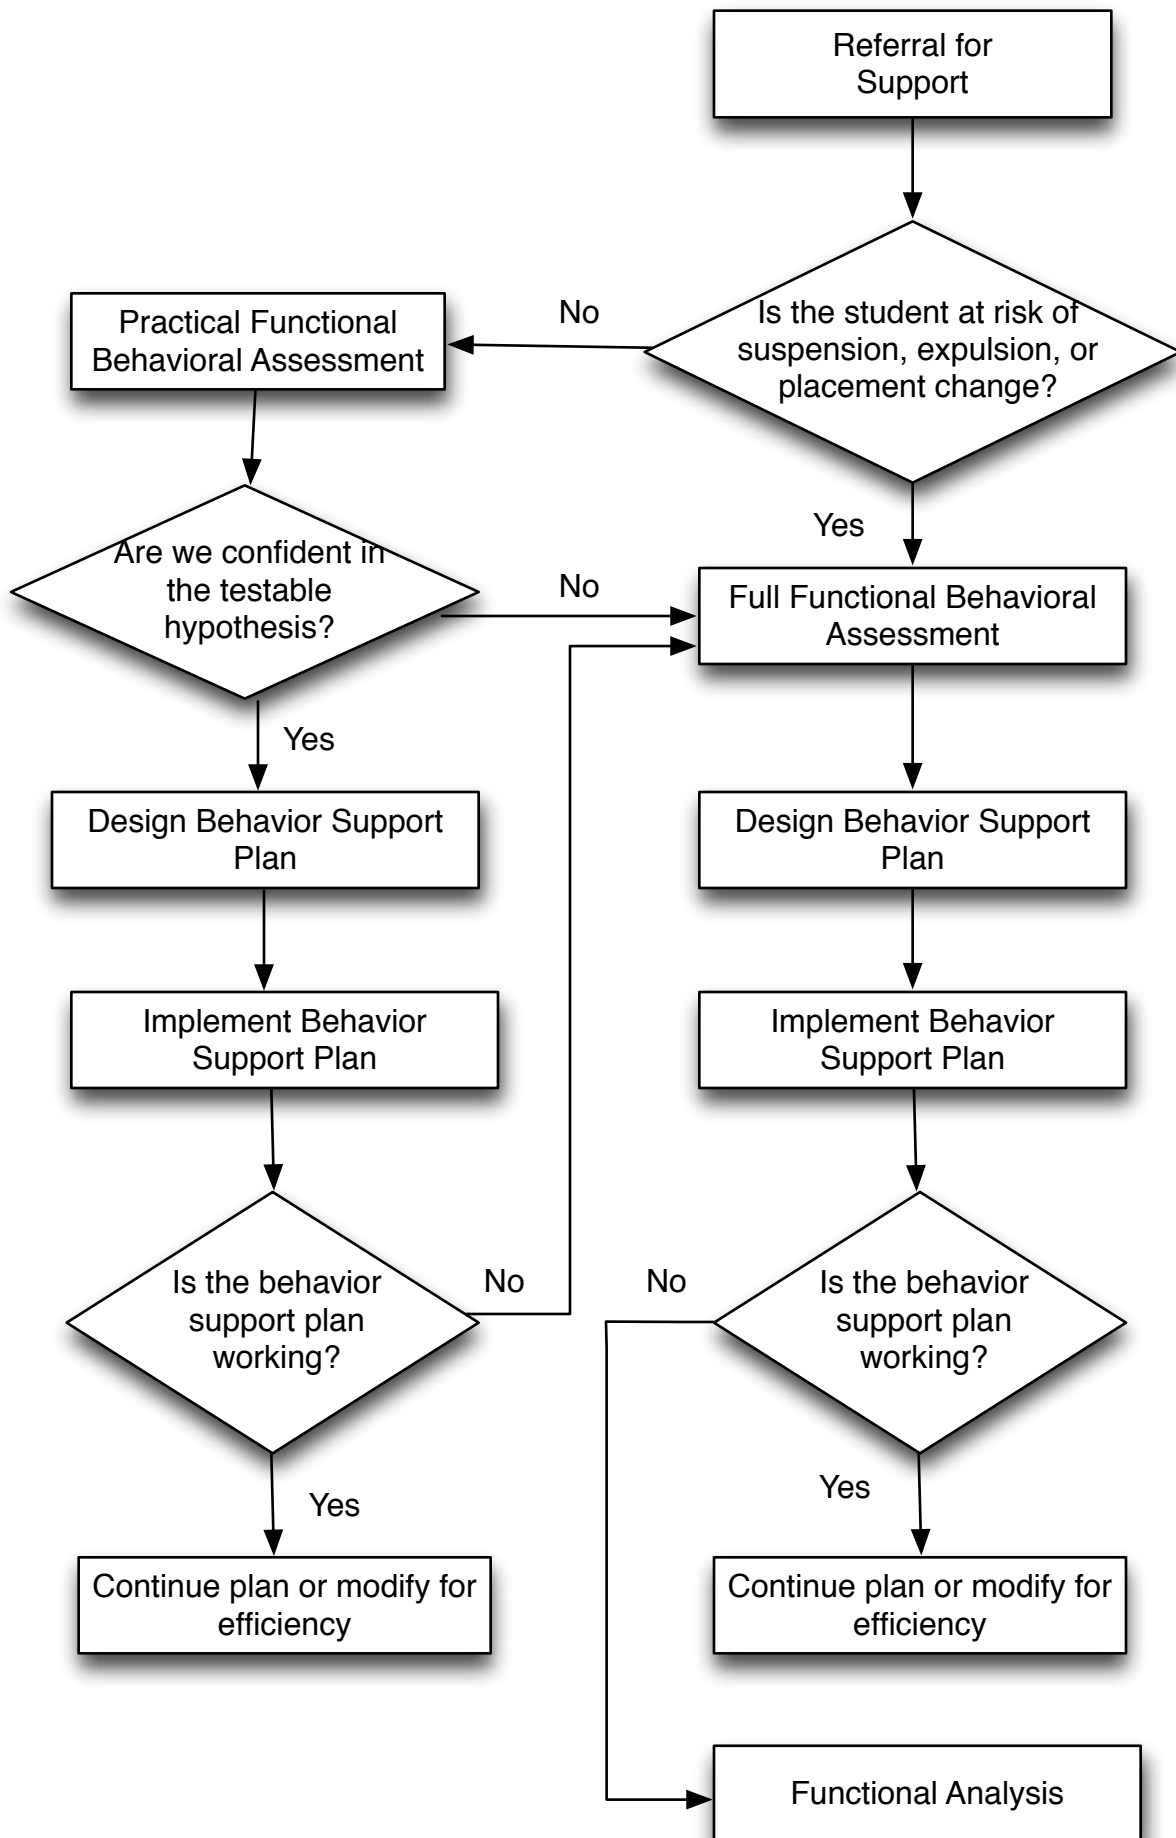 Referral for
Support
Is the student at risk of
suspension, expulsion, or
placement change?
No
Practical Functional
Behavioral Assessment
Yes
Are we confident in
the testable
hypothesis?
No
Full Functional Behavioral
Assessment
Yes
Design Behavior Support
Plan
Design Behavior Support
Plan
Implement Behavior
Support Plan
Implement Behavior
Support Plan
Is the behavior
support plan
working?
No
No
Is the behavior
support plan
working?
Yes
Yes
Continue plan or modify for
efficiency
Continue plan or modify for
efficiency
Functional Analysis